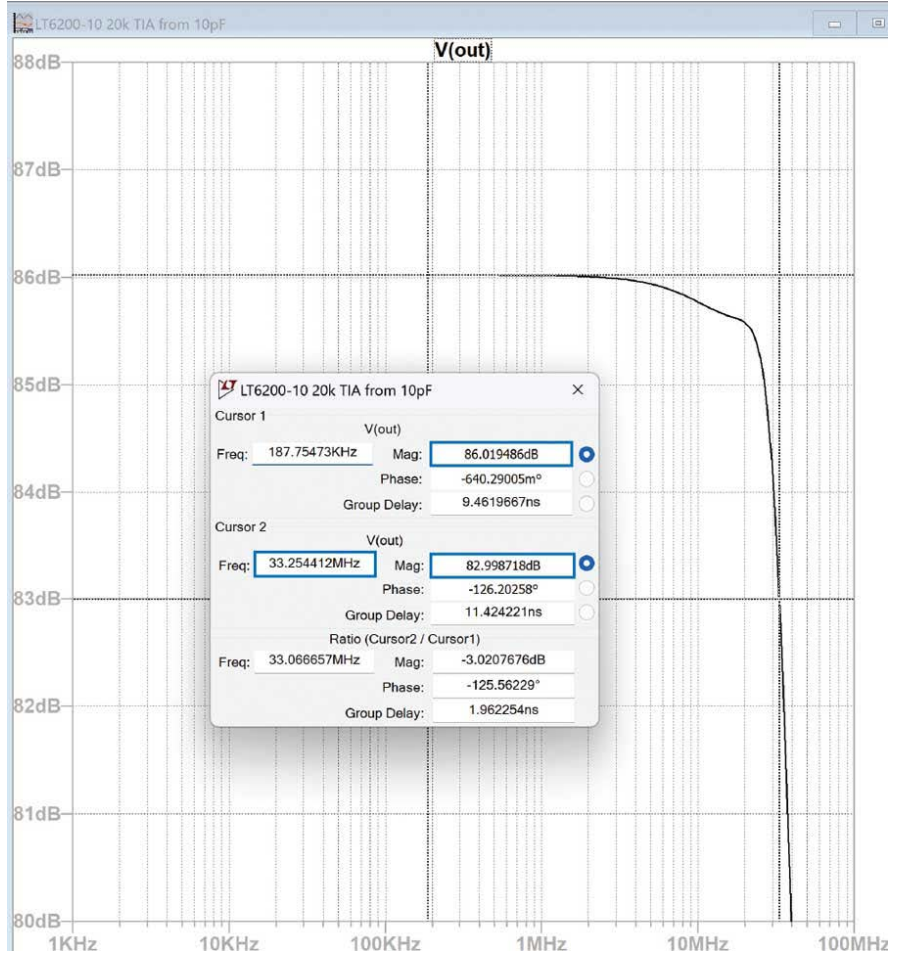 LT6200-10 20k TIA from 10pF
V(out)
88dB
87dB
86dB
85dB
84dB
83dB
82dB
81dB
80dB
LT6200-10 20k TIA from 10pF
Cursor 1
V(out)
Freq: 187.75473KHz Mag: 86.019486dB
Phase: -640.29005m°
Group Delay: 9.4619667ns
Cursor 2
V(out)
Freq: 33.254412MHz Mag: 82.998718dB
Phase: -126.20258°
Group Delay: 11.424221ns
Ratio (Cursor2 / Cursor1)
Freq: 33.066657MHz Mag: -3.0207676dB
Phase: -125.56229°
Group Delay: 1.962254ns
1KHz 10KHz 100KHz 1MHz 10MHz 100MHz